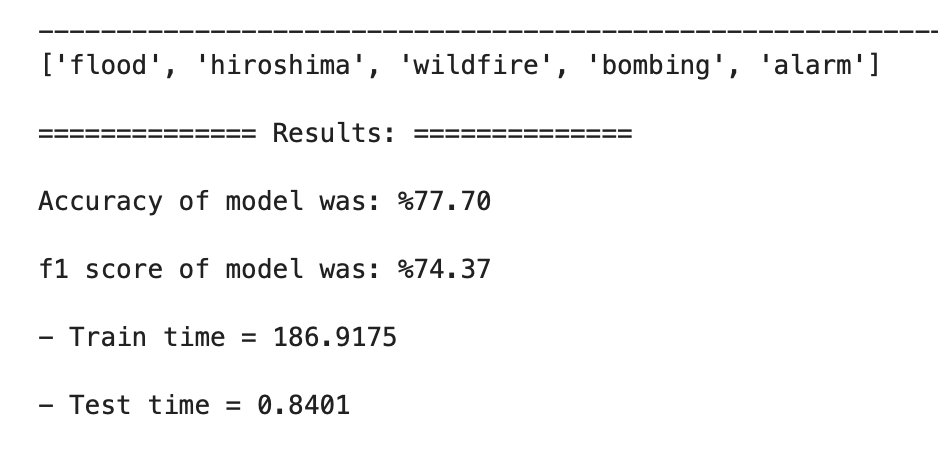 ------------------------------------------------------------
['flood', 'hiroshima', 'wildfire', 'bombing', 'alarm']
============== Results: ==============
Accuracy of model was: %77.70
f1 score of model was: %74.37
- Train time = 186.9175
- Test time = 0.8401